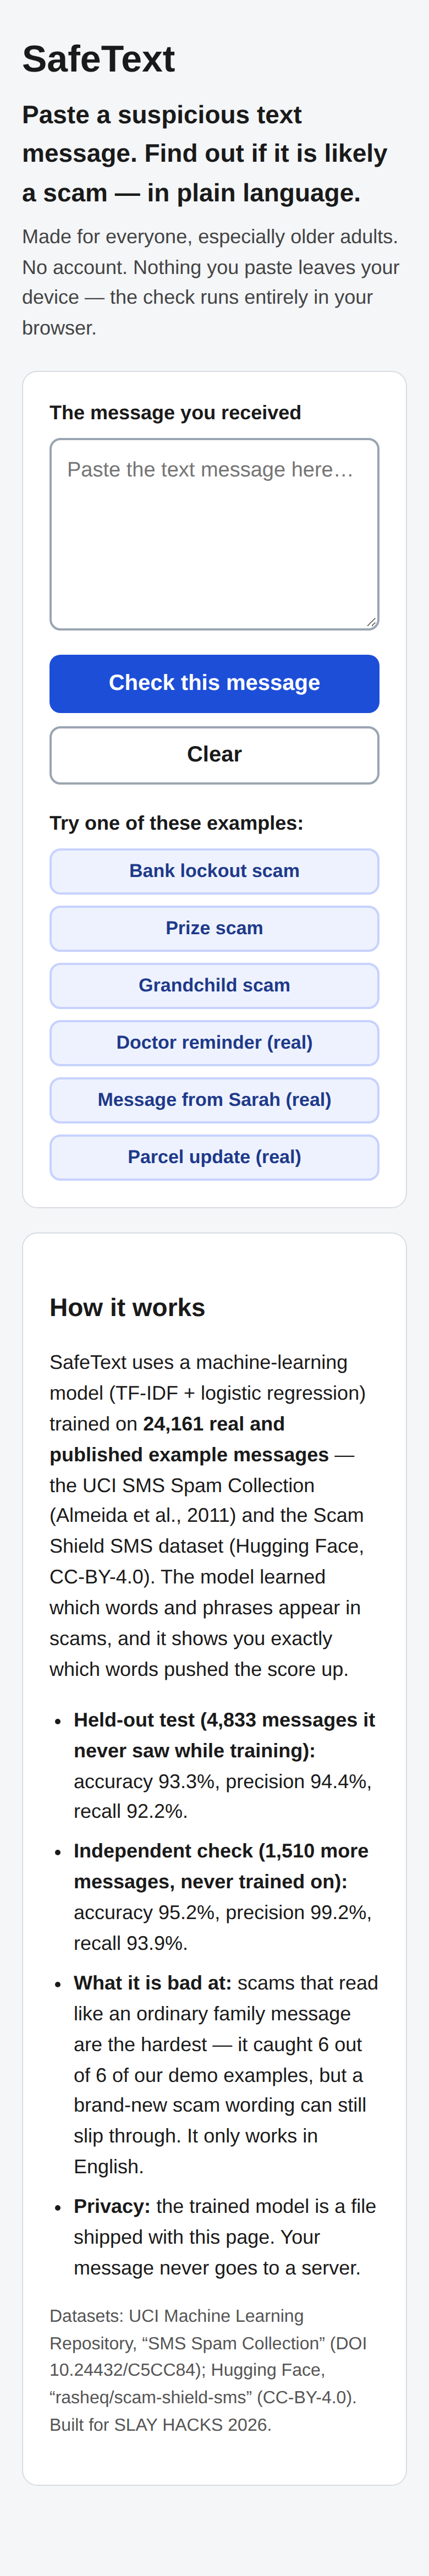 SafeText
Paste a suspicious text
message. Find out if it is likely
a scam — in plain language.
Made for everyone, especially older adults.
No account. Nothing you paste leaves your
device — the check runs entirely in your
browser.
The message you received
Paste the text message here…
Check this message
Clear
Try one of these examples:
Bank lockout scam
Prize scam
Grandchild scam
Doctor reminder (real)
Message from Sarah (real)
Parcel update (real)
How it works
SafeText uses a machine-learning
model (TF-IDF + logistic regression)
trained on 24,161 real and
published example messages —
the UCI SMS Spam Collection
(Almeida et al., 2011) and the Scam
Shield SMS dataset (Hugging Face,
CC-BY-4.0). The model learned
which words and phrases appear in
scams, and it shows you exactly
which words pushed the score up.
• Held-out test (4,833 messages it
never saw while training):
accuracy 93.3%, precision 94.4%,
recall 92.2%.
• Independent check (1,510 more
messages, never trained on):
accuracy 95.2%, precision 99.2%,
recall 93.9%.
• What it is bad at: scams that read
like an ordinary family message
are the hardest — it caught 6 out
of 6 of our demo examples, but a
brand-new scam wording can still
slip through. It only works in
English.
• Privacy: the trained model is a file
shipped with this page. Your
message never goes to a server.
Datasets: UCI Machine Learning
Repository, “SMS Spam Collection” (DOI
10.24432/C5CC84); Hugging Face,
“rasheq/scam-shield-sms” (CC-BY-4.0).
Built for SLAY HACKS 2026.